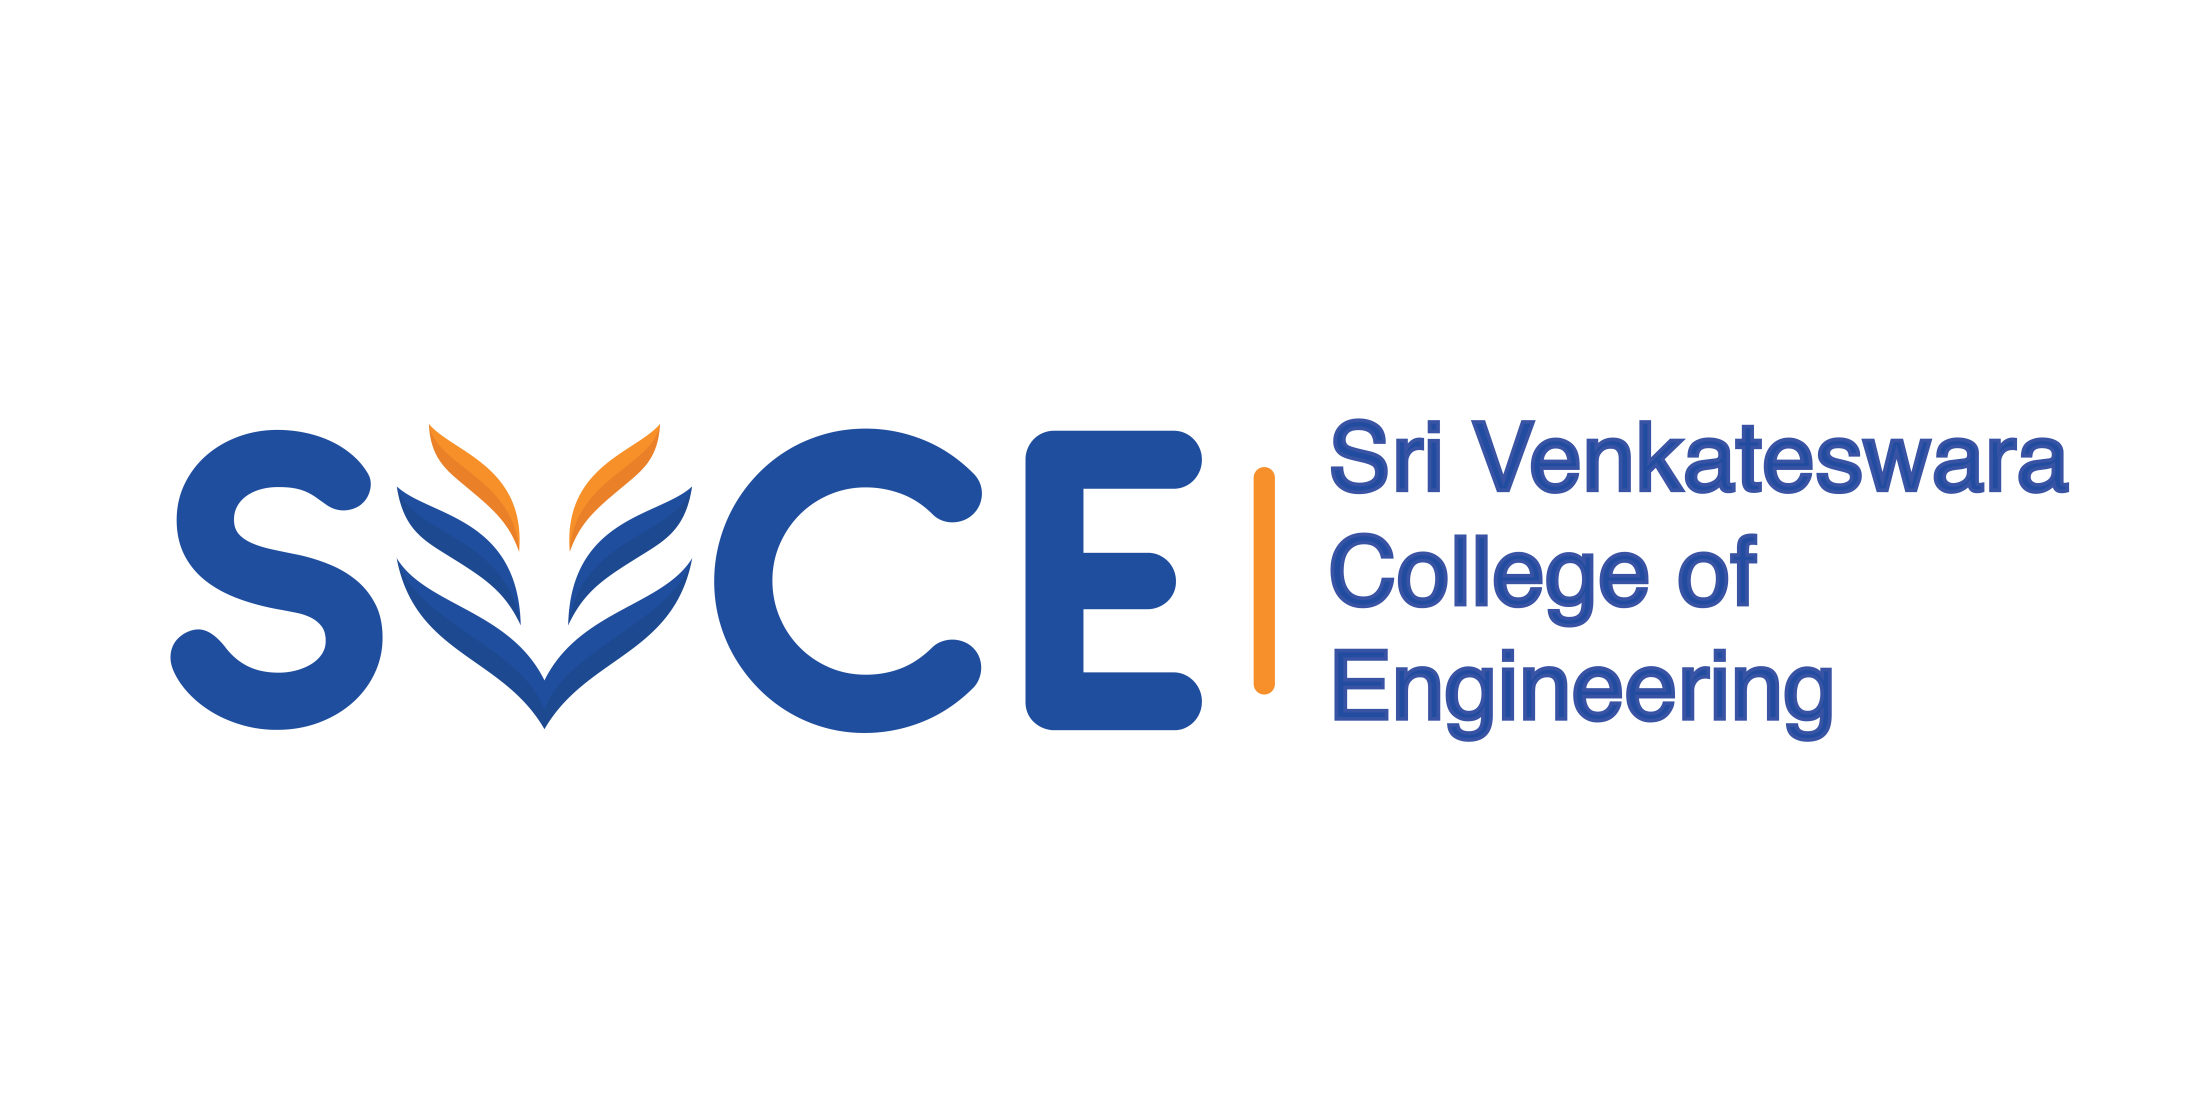 SVCE
Sri Venkateswara
College of
Engineering